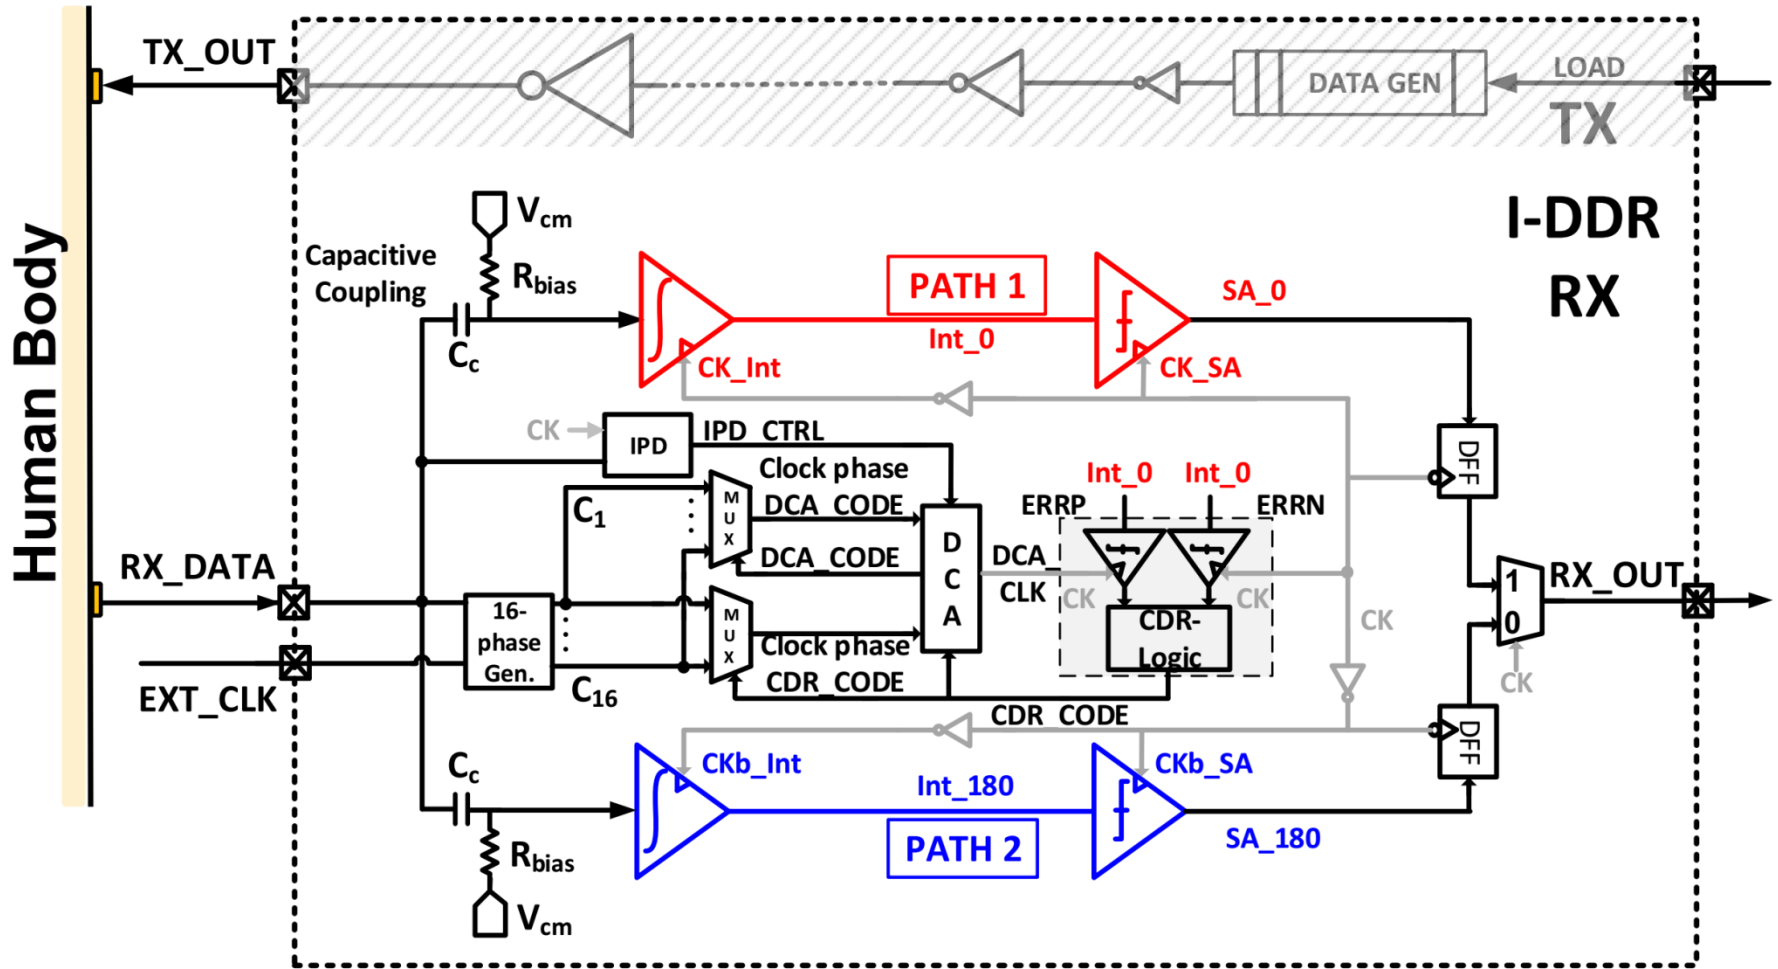 Human Body
TX_OUT
DATA GEN
LOAD
TX
I-DDR
RX
Vcm
Rbias
Capacitive
Coupling
Cc
PATH 1
Int_0
SA_0
CK_Int
CK_SA
CK
IPD
IPD_CTRL
Clock phase
C1
MUX
DCA_CODE
DCA_CODE
DCA
DCA_
CLK
Int_0
Int_0
ERRP
ERRN
CK
CK
CDR-
Logic
DFF
RX_DATA
16-
phase
Gen.
MUX
Clock phase
C16
CDR_CODE
CDR_CODE
CK
1
0
RX_OUT
CK
EXT_CLK
DFF
Cc
CKb_Int
Int_180
CKb_SA
PATH 2
SA_180
Rbias
Vcm